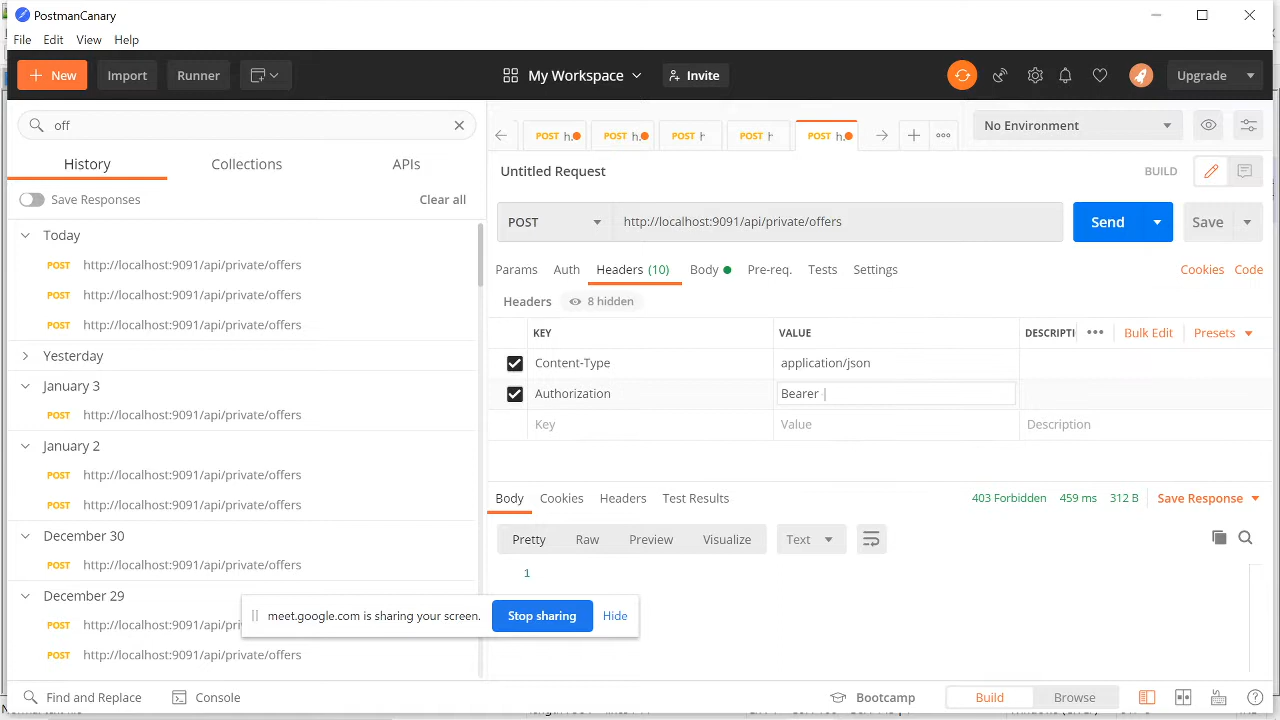 PostmanCanary
File Edit View Help
New Import Runner My Workspace Invite Upgrade
off
History Collections APIs
Save Responses Clear all
Today
POST http://localhost:9091/api/private/offers
POST http://localhost:9091/api/private/offers
POST http://localhost:9091/api/private/offers
Yesterday
January 3
POST http://localhost:9091/api/private/offers
January 2
POST http://localhost:9091/api/private/offers
POST http://localhost:9091/api/private/offers
December 30
POST http://localhost:9091/api/private/offers
December 29
POST http://localhost:9091/api/pri
POST http://localhost:9091/api/private/offers
POST h. POST h. POST h POST h POST h. No Environment
Untitled Request BUILD
POST http://localhost:9091/api/private/offers Send Save
Params Auth Headers (10) Body Pre-req. Tests Settings Cookies Code
Headers 8 hidden
KEY VALUE DESCRIPTI Bulk Edit Presets
Content-Type application/json
Authorization Bearer
Key Value Description
Body Cookies Headers Test Results 403 Forbidden 459 ms 312 B Save Response
Pretty Raw Preview Visualize Text
1
meet.google.com is sharing your screen. Stop sharing Hide
Find and Replace Console Bootcamp Build Browse